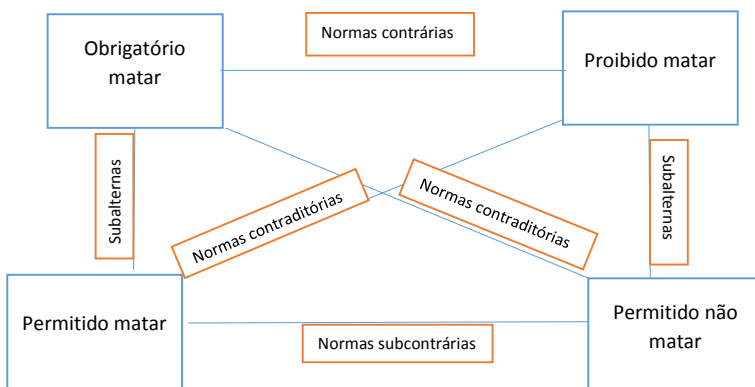 Normas contrárias
Obrigatório
matar
Proibido matar
Subalternas
Normas contraditórias
Normas contraditórias
Subalternas
Permitido matar
Permitido não
matar
Normas subcontrárias